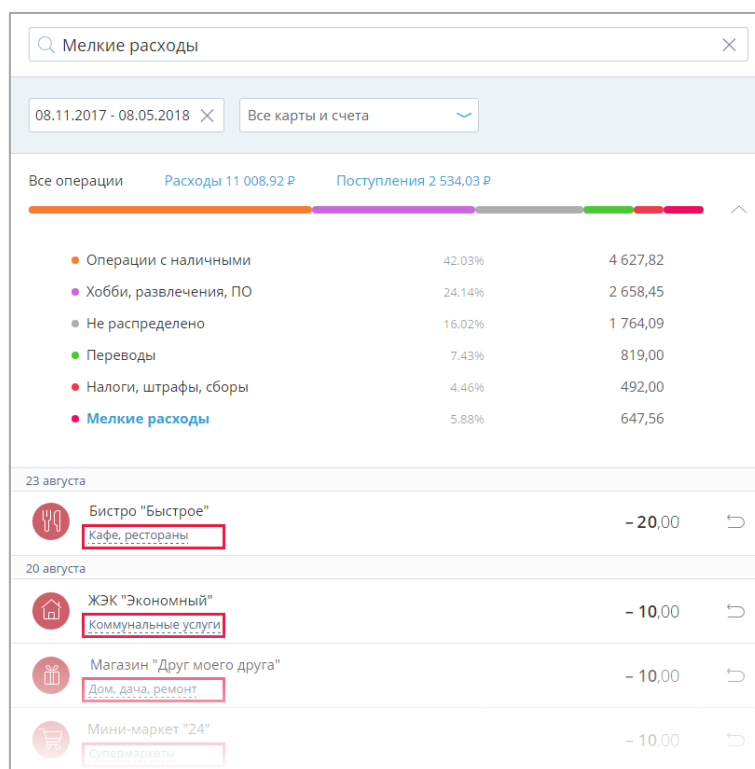 Мелкие расходы
08.11.2017 - 08.05.2018 Все карты и счета
Все операции Расходы 11 008,92 ₽ Поступления 2 534,03 ₽
Операции с наличными 42.03% 4 627,82
Хобби, развлечения, ПО 24.14% 2 658,45
Не распределено 16.02% 1 764,09
Переводы 7.43% 819,00
Налоги, штрафы, сборы 4.46% 492,00
Мелкие расходы 5.88% 647,56
23 августа
Бистро "Быстрое"
Кафе, рестораны
– 20,00
20 августа
ЖЭК "Экономный"
Коммунальные услуги
– 10,00
Магазин "Друг моего друга"
Дом, дача, ремонт
– 10,00
Мини-маркет "24"
Супермаркеты
– 10,00